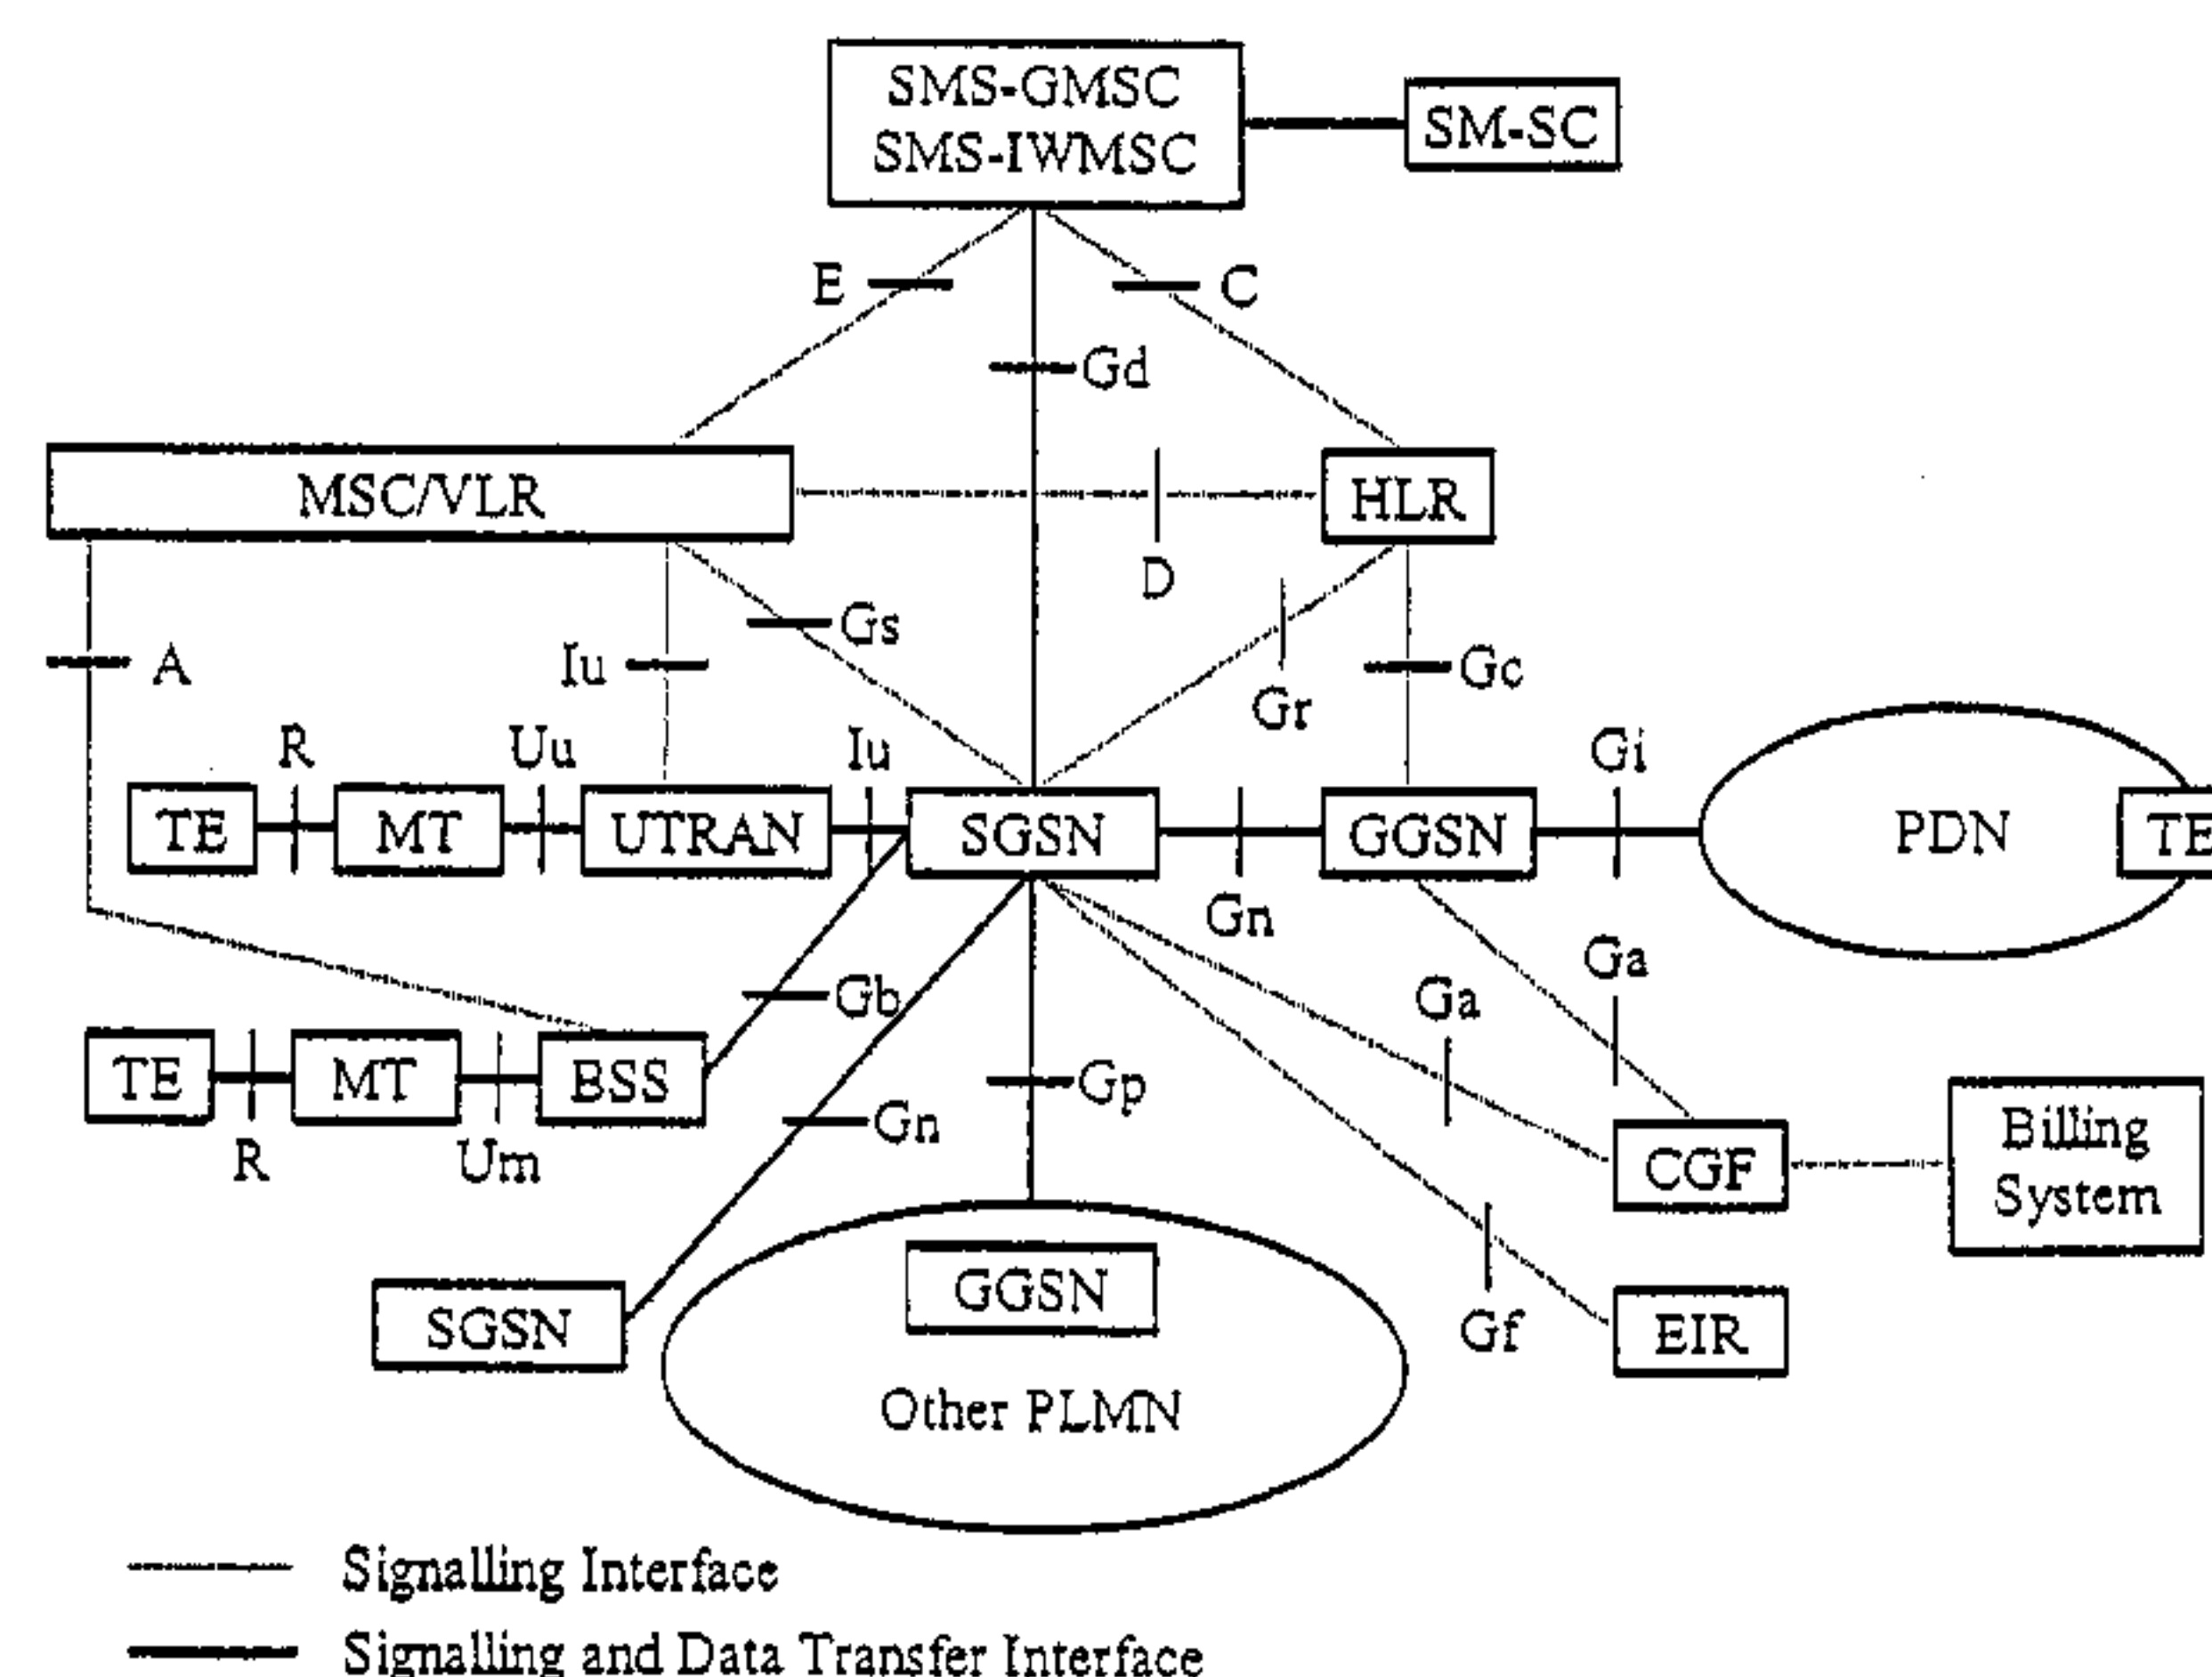 SMS-GMSC
SMS-IWMSC
SM-SC
E
C
Gd
MSC/VLR
HLR
D
Gs
A
Iu
Gr
Gc
R
Uu
Iu
Gi
TE
MT
UTRAN
SGSN
GGSN
PDN
TE
Gn
Ga
Ga
Gb
TE
MT
BSS
Gp
Gn
R
Um
CGF
Billing
System
SGSN
GGSN
Gf
EIR
Other PLMN
Signalling Interface
Signalling and Data Transfer Interface